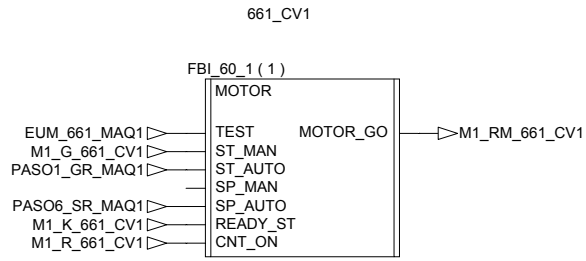 661_CV1
FBI_60_1 ( 1 )
MOTOR
EUM_661_MAQ1 TEST MOTOR_GO M1_RM_661_CV1
M1_G_661_CV1 ST_MAN
PASO1_GR_MAQ1 ST_AUTO
SP_MAN
PASO6_SR_MAQ1 SP_AUTO
M1_K_661_CV1 READY_ST
M1_R_661_CV1 CNT_ON